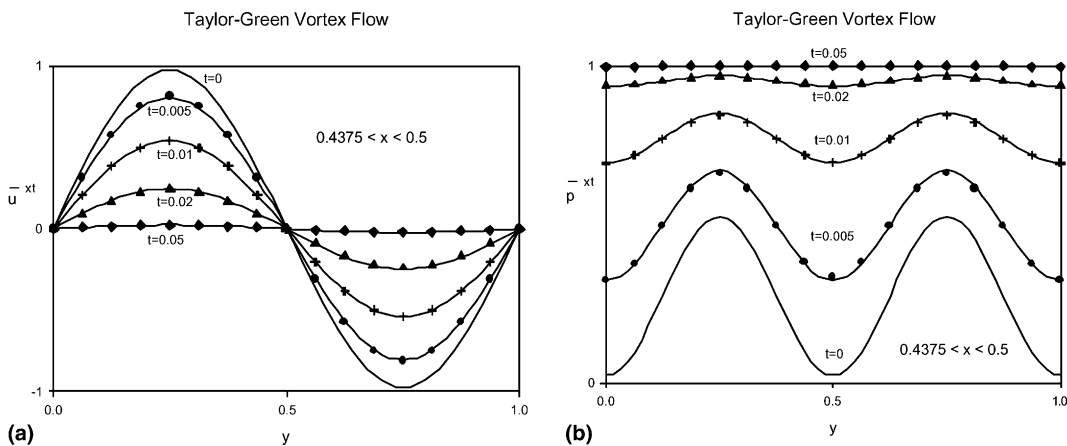 Taylor-Green Vortex Flow
1
t=0
t=0.005
0.4375 < x < 0.5
t=0.01
u̅ xt
t=0.02
0
t=0.05
-1
0.0
0.5
1.0
y
(a)
Taylor-Green Vortex Flow
t=0.05
1
t=0.02
t=0.01
p̅ xt
t=0.005
t=0
0.4375 < x < 0.5
0
0.0
0.5
1.0
y
(b)